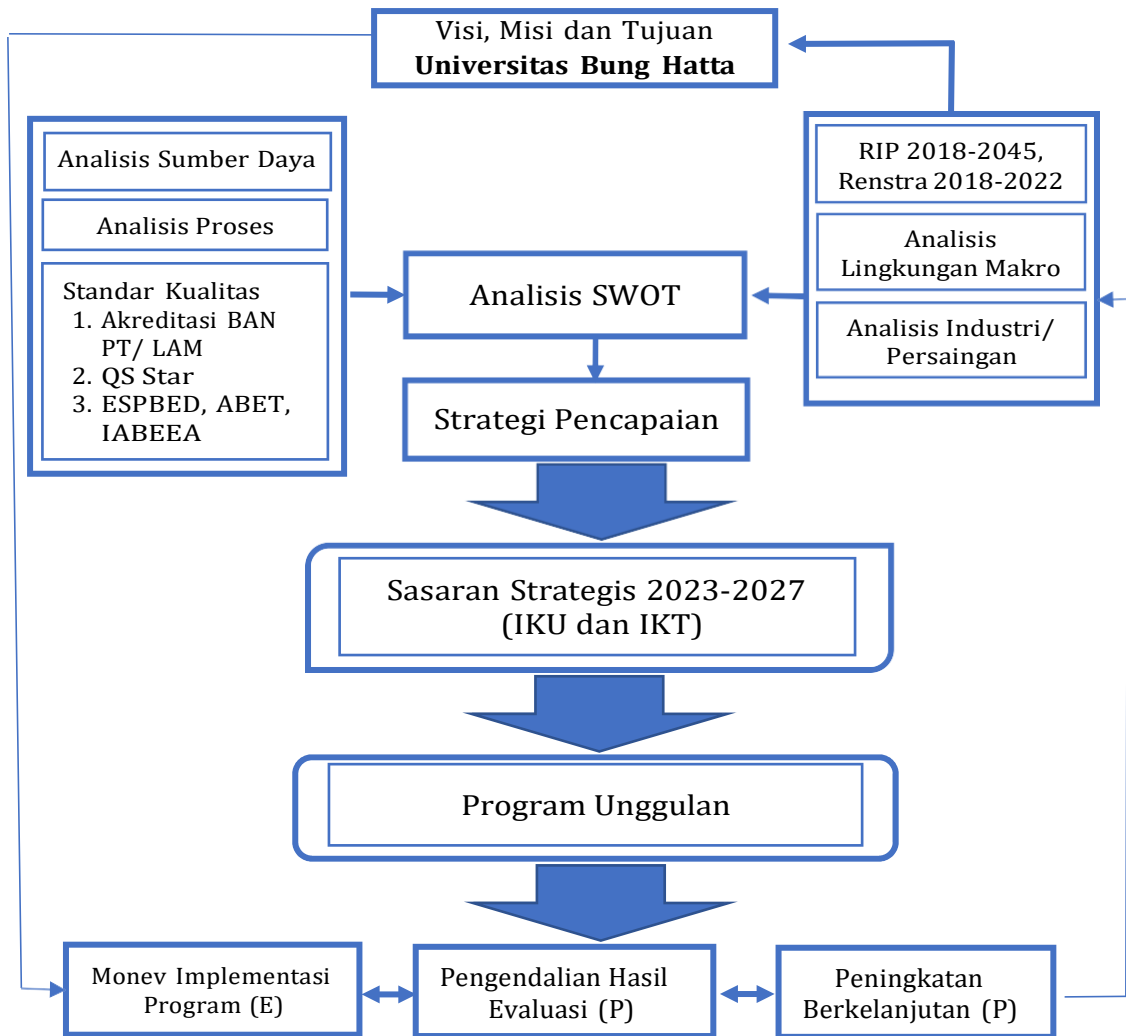 Visi, Misi dan Tujuan
Universitas Bung Hatta
Analisis Sumber Daya
Analisis Proses
Standar Kualitas
1. Akreditasi BAN
PT/ LAM
2. QS Star
3. ESPBED, ABET,
IABEEA
RIP 2018-2045,
Renstra 2018-2022
Analisis
Lingkungan Makro
Analisis Industri/
Persaingan
Analisis SWOT
Strategi Pencapaian
Sasaran Strategis 2023-2027
(IKU dan IKT)
Program Unggulan
Monev Implementasi
Program (E)
Pengendalian Hasil
Evaluasi (P)
Peningkatan
Berkelanjutan (P)